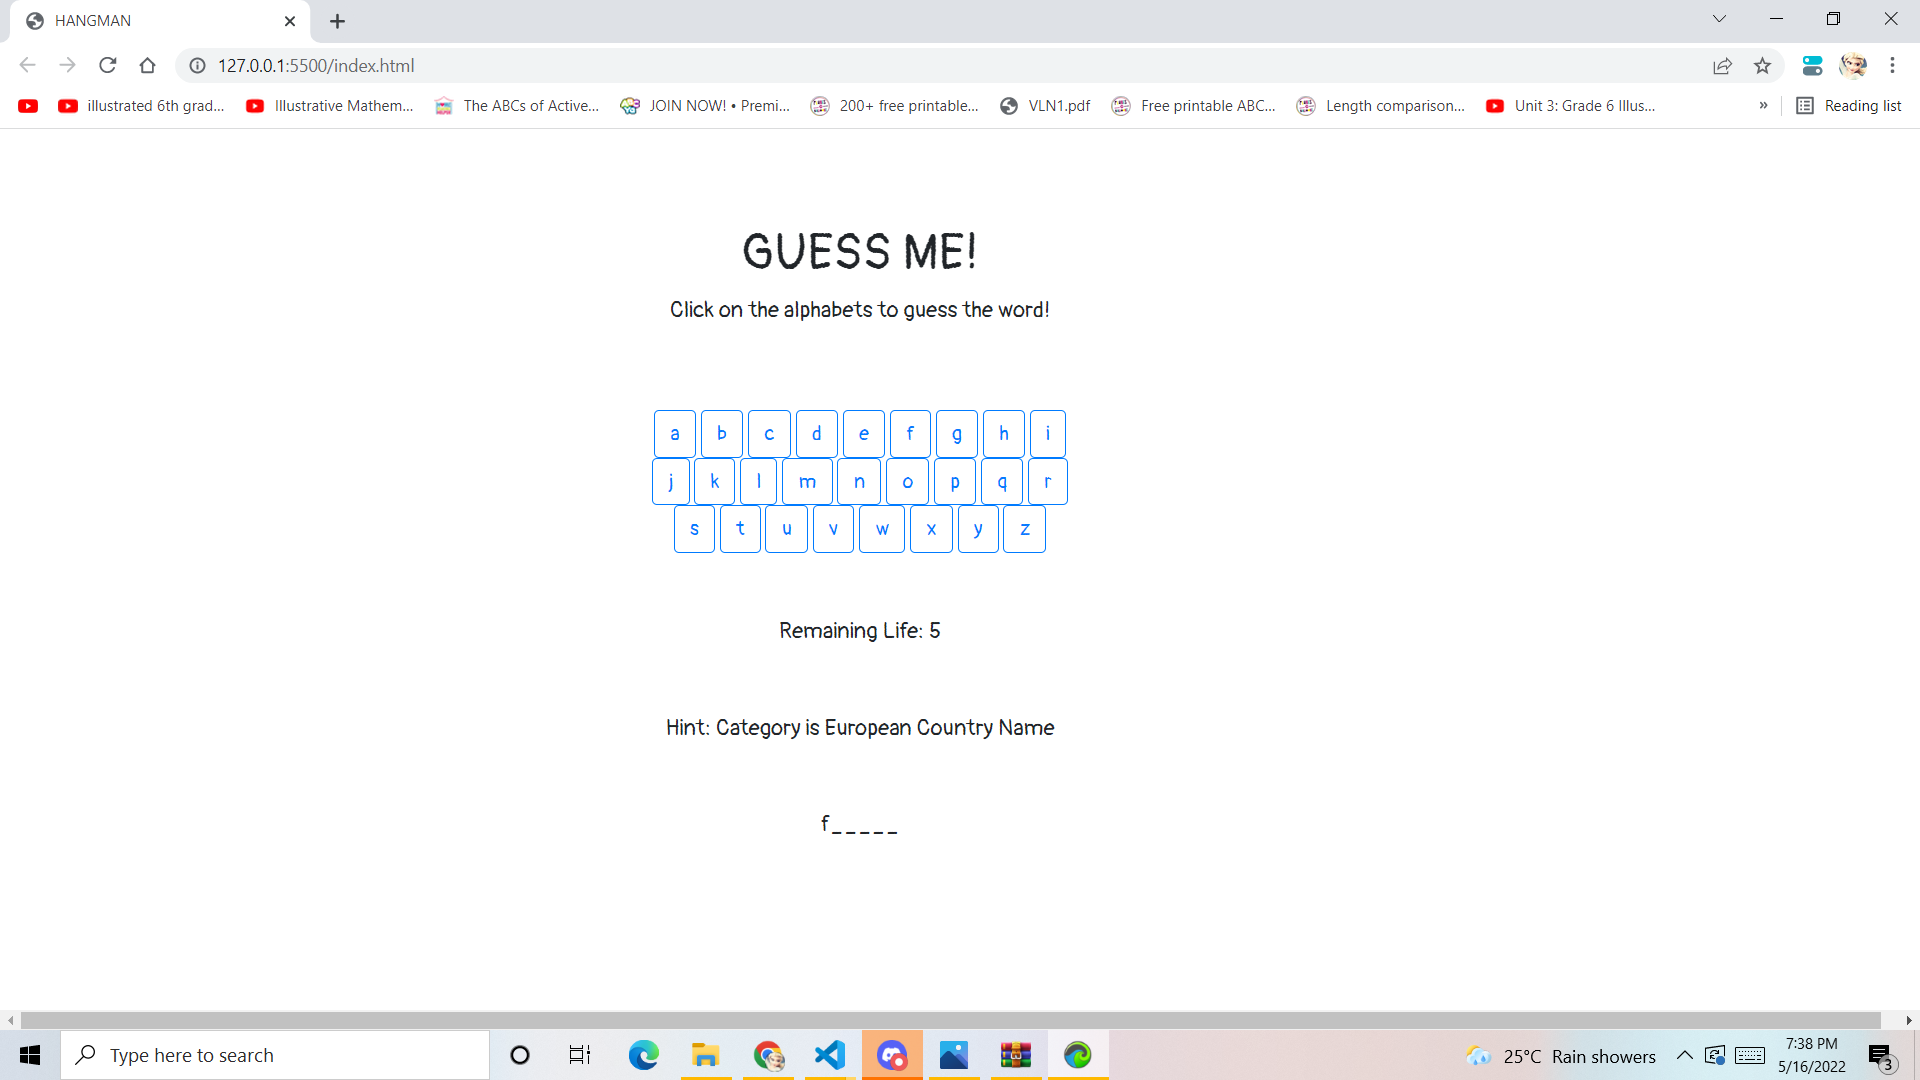 HANGMAN
127.0.0.1:5500/index.html
illustrated 6th grad... Illustrative Mathem... The ABCs of Active... JOIN NOW! • Premi... 200+ free printable... VLN1.pdf Free printable ABC... Length comparison... Unit 3: Grade 6 Illus... » Reading list
GUESS ME!
Click on the alphabets to guess the word!
a b c d e f g h i
j k l m n o p q r
s t u v w x y z
Remaining Life: 5
Hint: Category is European Country Name
f_____
Type here to search
25°C Rain showers
7:38 PM
5/16/2022
3